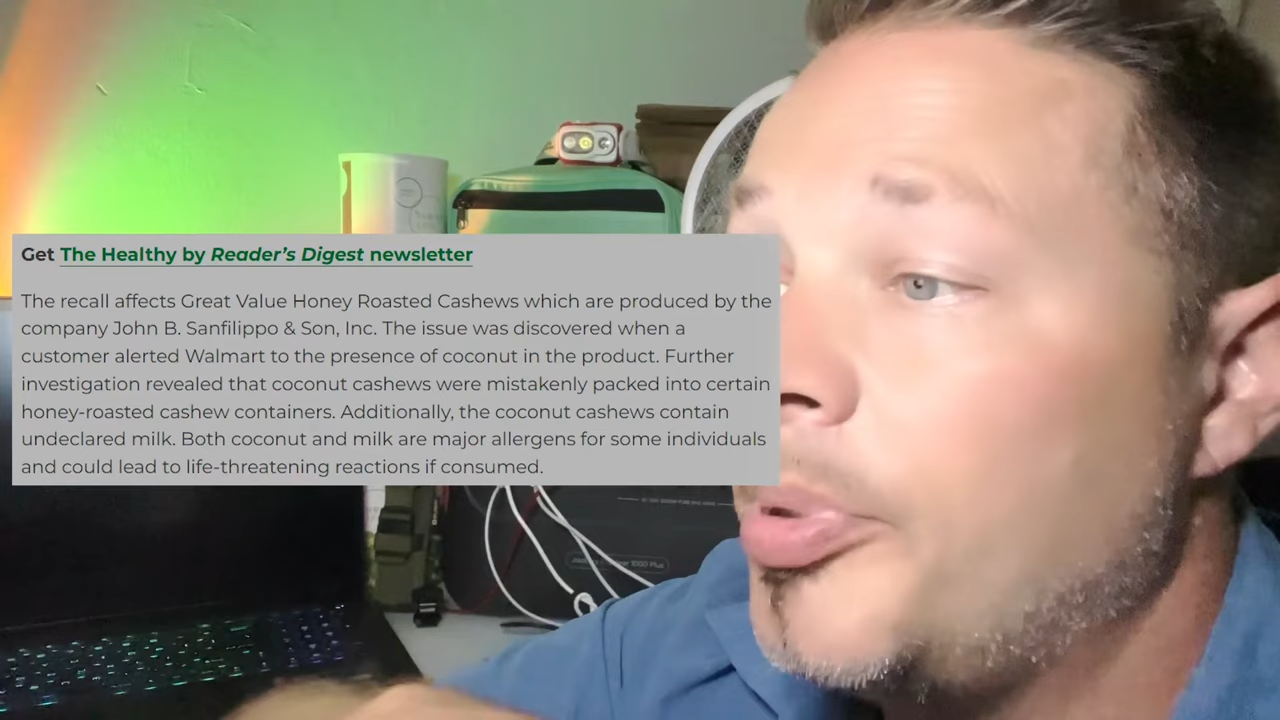 Get The Healthy by Reader's Digest newsletter
The recall affects Great Value Honey Roasted Cashews which are produced by the
company John B. Sanfilippo & Son, Inc. The issue was discovered when a
customer alerted Walmart to the presence of coconut in the product. Further
investigation revealed that coconut cashews were mistakenly packed into certain
honey-roasted cashew containers. Additionally, the coconut cashews contain
undeclared milk. Both coconut and milk are major allergens for some individuals
and could lead to life-threatening reactions if consumed.
1000 Plus